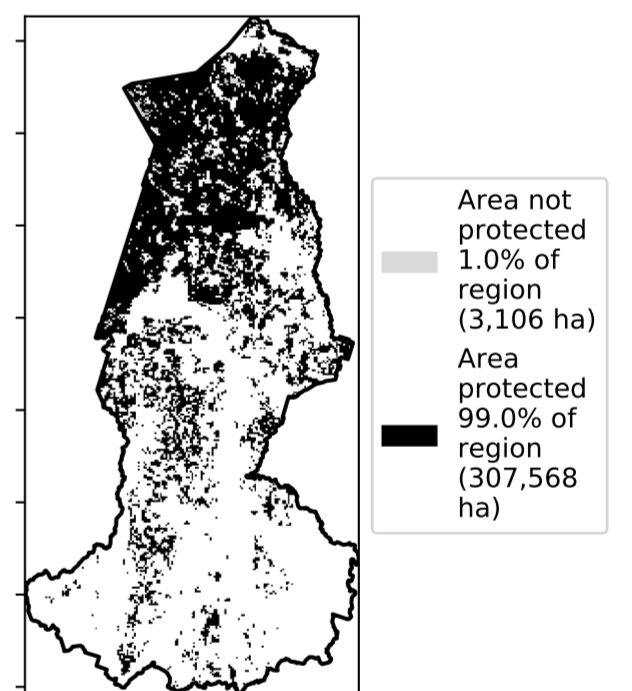 Area not
protected
1.0% of
region
(3,106 ha)
Area
protected
99.0% of
region
(307,568
ha)